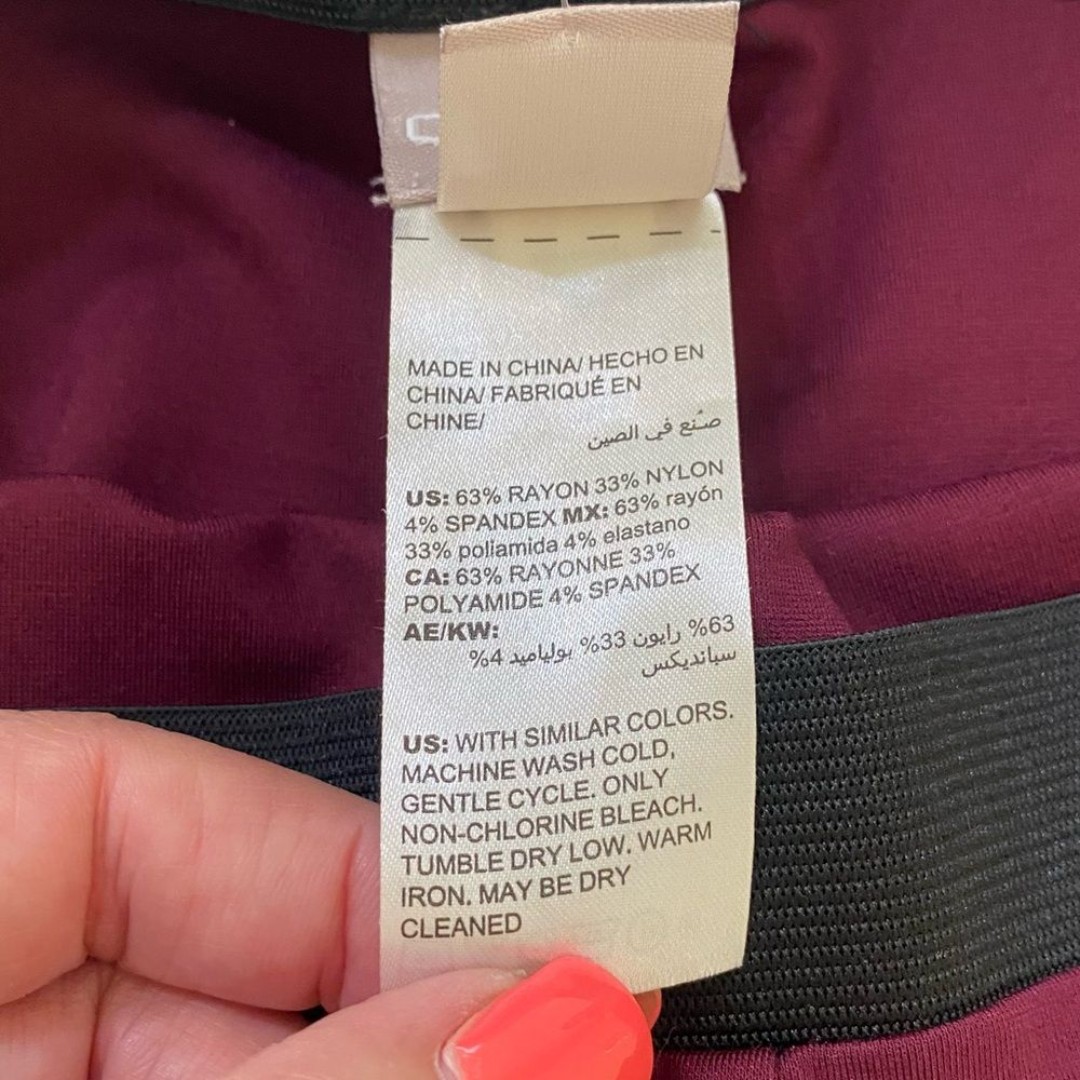 MADE IN CHINA/ HECHO EN
CHINA/ FABRIQUÉ EN
CHINE/
صُنع في الصين
US: 63% RAYON 33% NYLON
4% SPANDEX MX: 63% rayón
33% poliamida 4% elastano
CA: 63% RAYONNE 33%
POLYAMIDE 4% SPANDEX
AE/KW:
63% رايون 33% بولياميد 4%
سبانديكس
US: WITH SIMILAR COLORS.
MACHINE WASH COLD,
GENTLE CYCLE. ONLY
NON-CHLORINE BLEACH.
TUMBLE DRY LOW. WARM
IRON. MAY BE DRY
CLEANED